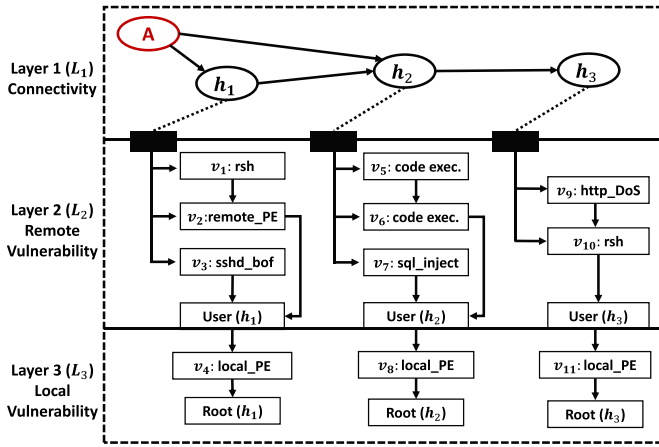 A
Layer 1 (L₁)
Connectivity
h₁
h₂
h₃
Layer 2 (L₂)
Remote
Vulnerability
v₁: rsh
v₂:remote_PE
v₃: sshd_bof
User (h₁)
v₅: code exec.
v₆: code exec.
v₇: sql_inject
User (h₂)
v₉: http_DoS
v₁₀: rsh
User (h₃)
Layer 3 (L₃)
Local
Vulnerability
v₄: local_PE
Root (h₁)
v₈: local_PE
Root (h₂)
v₁₁: local_PE
Root (h₃)